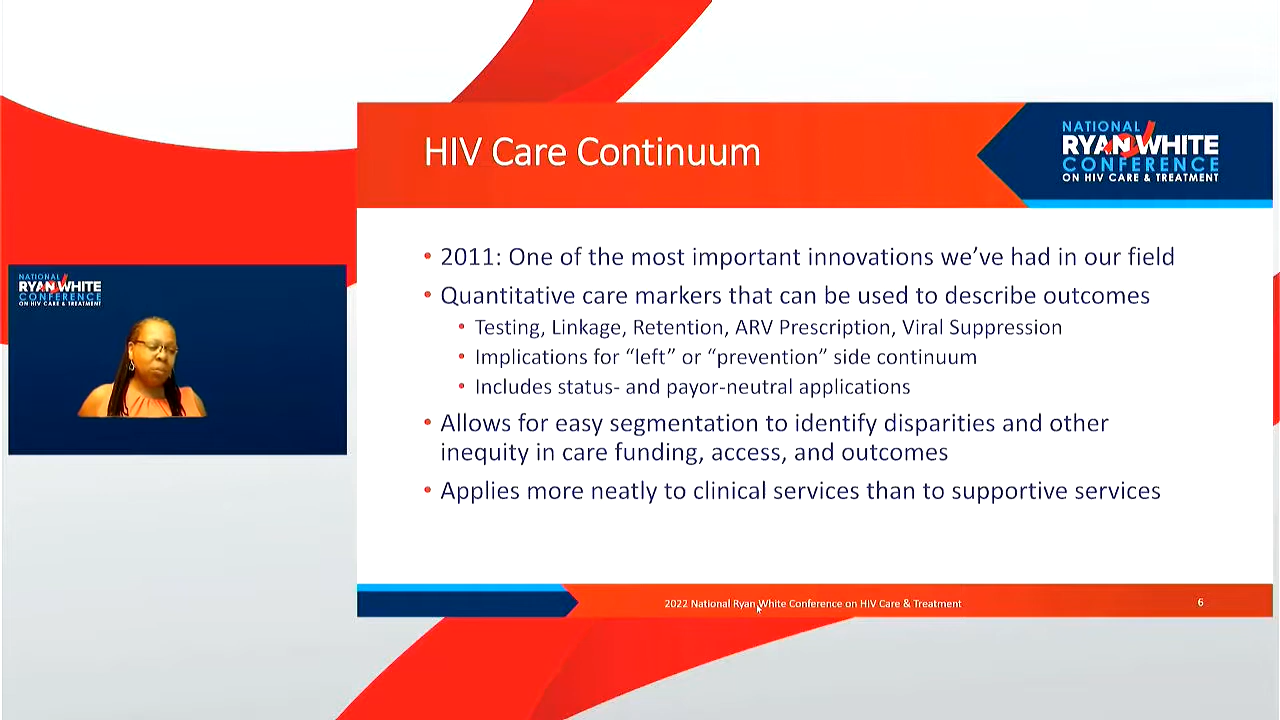 HIV Care Continuum
NATIONAL
RYAN WHITE
CONFERENCE
ON HIV CARE & TREATMENT
• 2011: One of the most important innovations we’ve had in our field
• Quantitative care markers that can be used to describe outcomes
• Testing, Linkage, Retention, ARV Prescription, Viral Suppression
• Implications for “left” or “prevention” side continuum
• Includes status- and payor-neutral applications
• Allows for easy segmentation to identify disparities and other
inequity in care funding, access, and outcomes
• Applies more neatly to clinical services than to supportive services
2022 National Ryan White Conference on HIV Care & Treatment
6
NATIONAL
RYAN WHITE
CONFERENCE
ON HIV CARE & TREATMENT